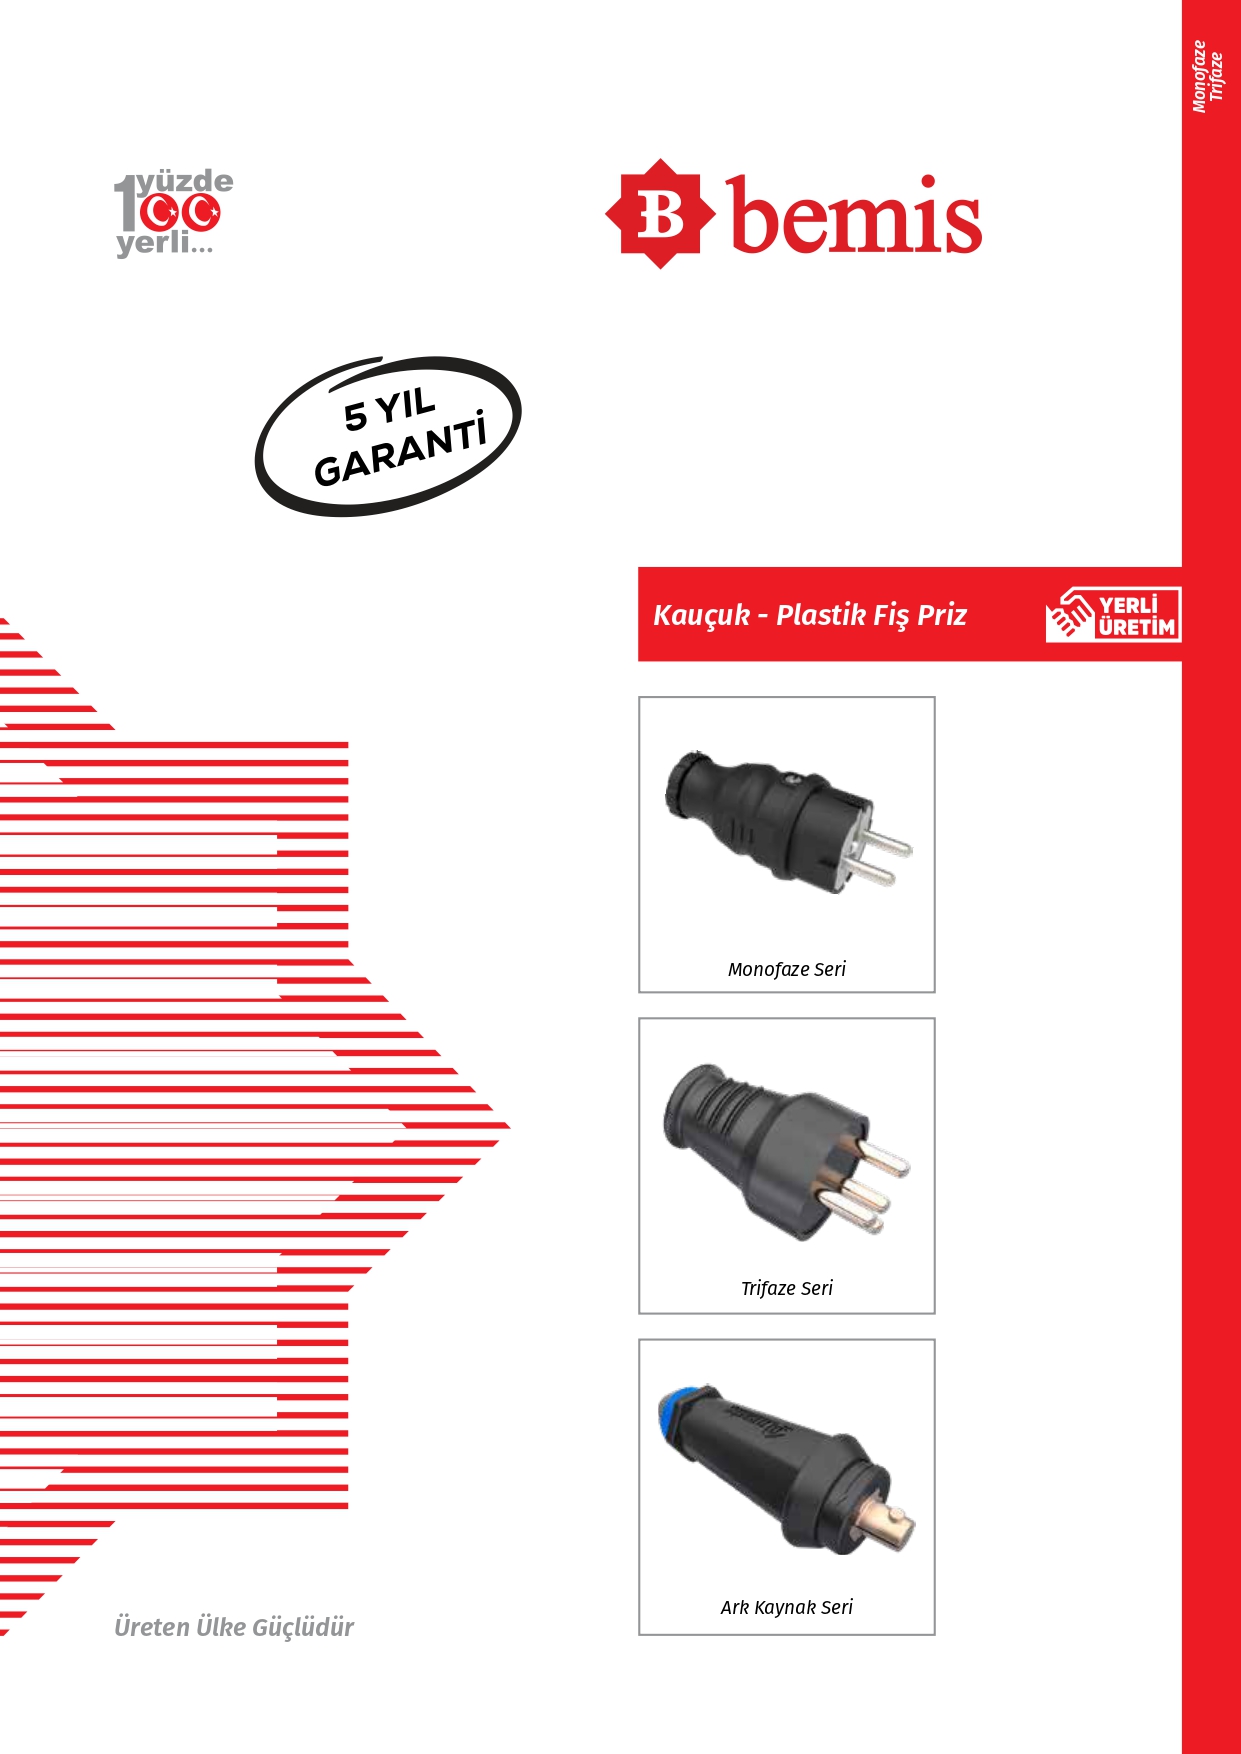 Monofaze
Trifaze
yüzde
100
yerli...
B bemis
5 YIL
GARANTİ
Kauçuk - Plastik Fiş Priz
YERLİ
ÜRETİM
Monofaze Seri
Trifaze Seri
Ark Kaynak Seri
Üreten Ülke Güçlüdür